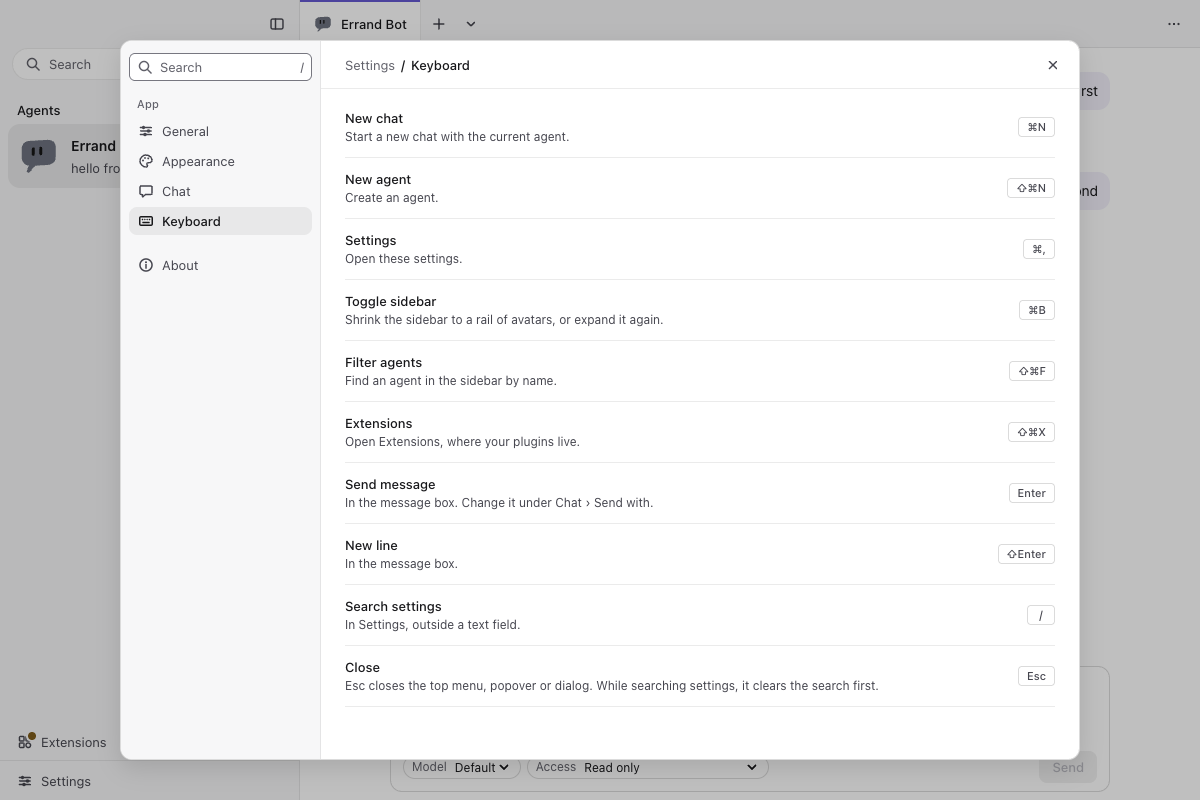 Errand Bot
Search
Agents
Errand
hello fro
Extensions
Settings
Search /
App
General
Appearance
Chat
Keyboard
About
Settings / Keyboard
New chat
Start a new chat with the current agent.
⌘N
New agent
Create an agent.
⇧⌘N
Settings
Open these settings.
⌘,
Toggle sidebar
Shrink the sidebar to a rail of avatars, or expand it again.
⌘B
Filter agents
Find an agent in the sidebar by name.
⇧⌘F
Extensions
Open Extensions, where your plugins live.
⇧⌘X
Send message
In the message box. Change it under Chat › Send with.
Enter
New line
In the message box.
⇧Enter
Search settings
In Settings, outside a text field.
/
Close
Esc closes the top menu, popover or dialog. While searching settings, it clears the search first.
Esc
rst
nd
Model Default
Access Read only
Send